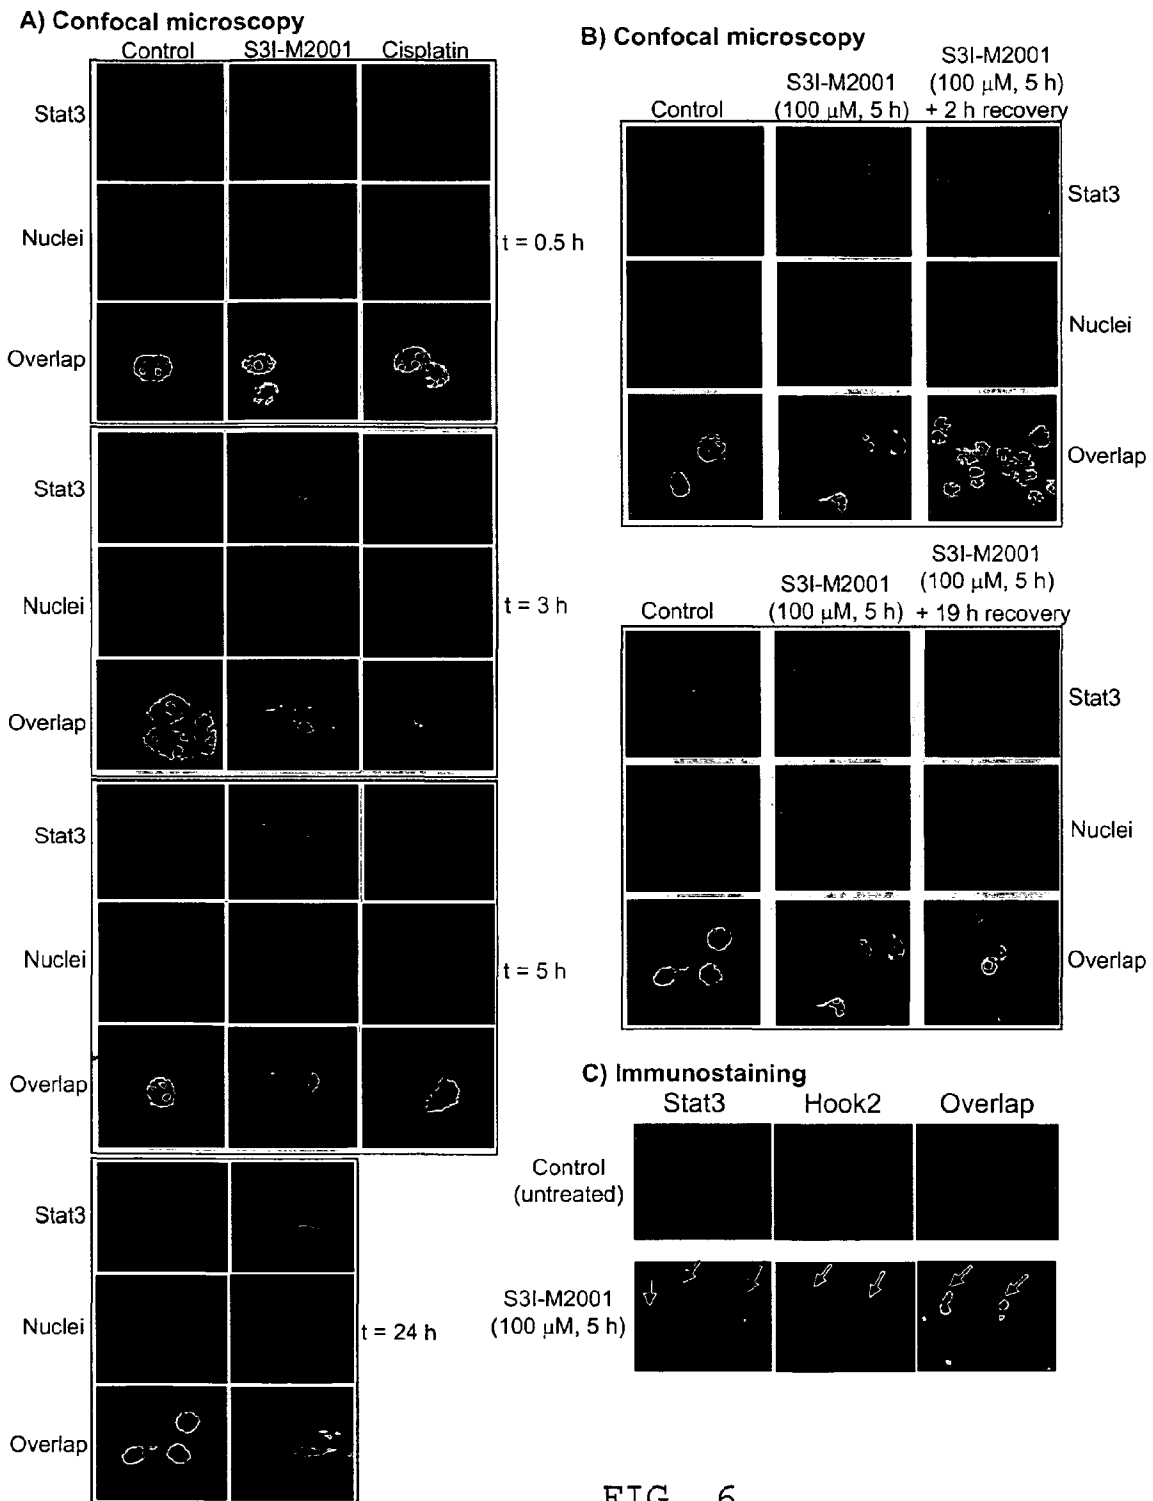 A) Confocal microscopy
Control S3I-M2001 Cisplatin
Stat3
Nuclei
t = 0.5 h
Overlap
Stat3
Nuclei
t = 3 h
Overlap
Stat3
Nuclei
t = 5 h
Overlap
Stat3
Nuclei
t = 24 h
Overlap
B) Confocal microscopy
Control
S3I-M2001
(100 µM, 5 h)
S3I-M2001
(100 µM, 5 h)
+ 2 h recovery
Stat3
Nuclei
Overlap
Control
S3I-M2001
(100 µM, 5 h)
S3I-M2001
(100 µM, 5 h)
+ 19 h recovery
Stat3
Nuclei
Overlap
C) Immunostaining
Stat3 Hook2 Overlap
Control
(untreated)
S3I-M2001
(100 µM, 5 h)
FIG. 6